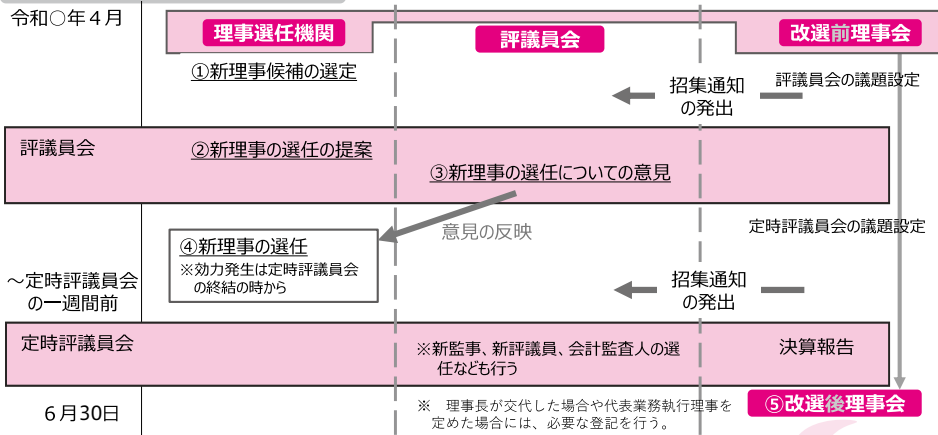 令和○年４月
理事選任機関
評議員会
改選前理事会
①新理事候補の選定
評議員会の議題設定
招集通知
の発出
評議員会
②新理事の選任の提案
③新理事の選任についての意見
定時評議員会の議題設定
意見の反映
④新理事の選任
※効力発生は定時評議員会
の終結の時から
～定時評議員会
の一週間前
招集通知
の発出
定時評議員会
※新監事、新評議員、会計監査人の選
任なども行う
決算報告
６月30日
※　理事長が交代した場合や代表業務執行理事を
定めた場合には、必要な登記を行う。
⑤改選後理事会